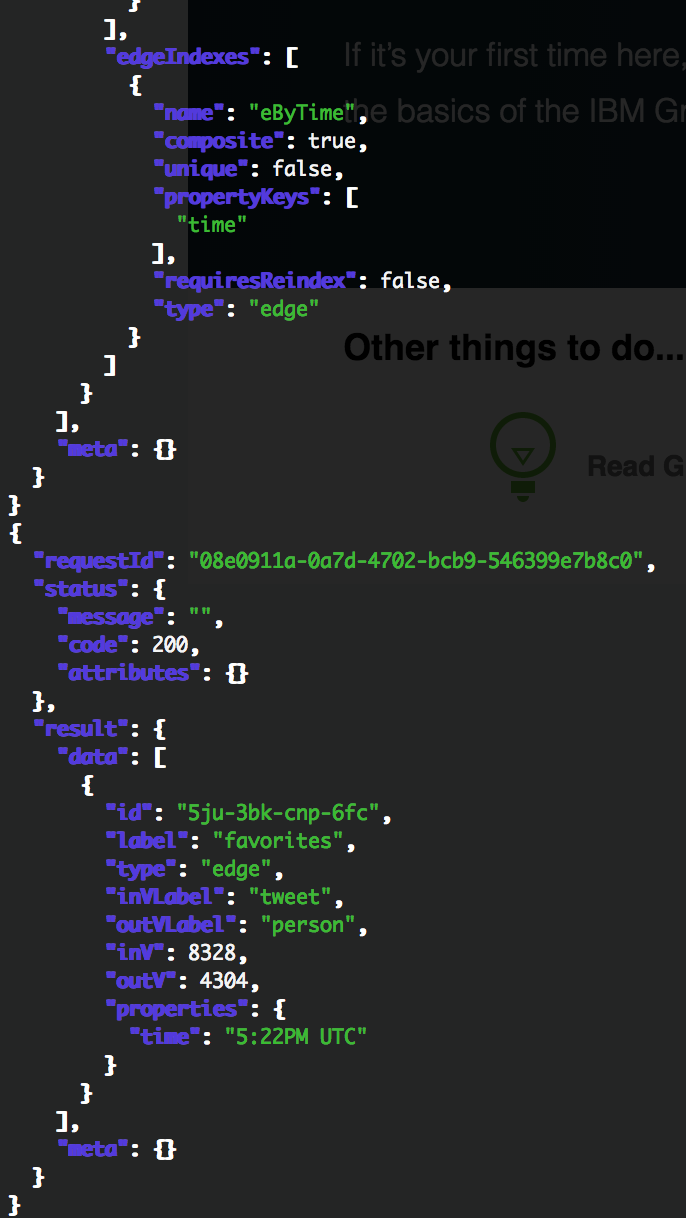 }
],
"edgeIndexes": [
If it's your first time here,
{
"name": "eByTime",
the basics of the IBM Gr
"composite": true,
"unique": false,
"propertyKeys": [
"time"
],
"requiresReindex": false,
"type": "edge"
}
Other things to do...
]
}
],
"meta": {}
Read G
}
}
{
"requestId": "08e0911a-0a7d-4702-bcb9-546399e7b8c0",
"status": {
"message": "",
"code": 200,
"attributes": {}
},
"result": {
"data": [
{
"id": "5ju-3bk-cnp-6fc",
"label": "favorites",
"type": "edge",
"inVLabel": "tweet",
"outVLabel": "person",
"inV": 8328,
"outV": 4304,
"properties": {
"time": "5:22PM UTC"
}
}
],
"meta": {}
}
}